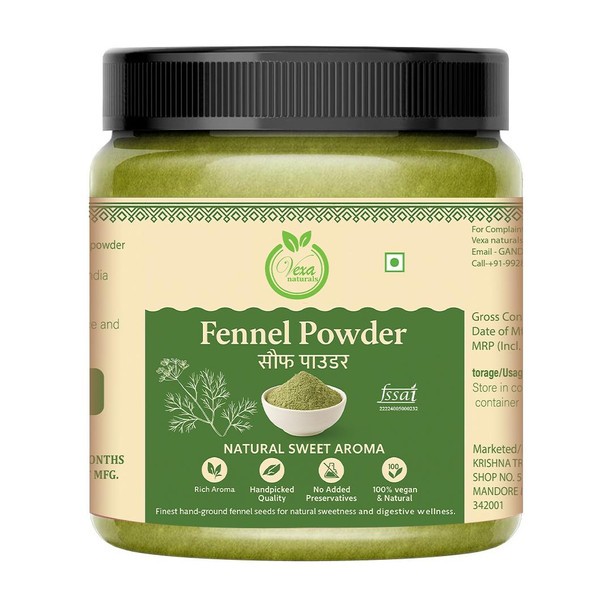 powder
ndia
e and
ONTHS
MFG.
Vexa
naturals
Fennel Powder
सौफ पाउडर
fssai
22224005000232
NATURAL SWEET AROMA
Rich Aroma
Handpicked
Quality
No Added
Preservatives
100
100% vegan
& Natural
Finest hand-ground fennel seeds for natural sweetness and digestive wellness.
For Complain
Vexa natural
Email - GAND
Call-+91-992
Gross Con
Date of M
MRP (Incl.
torage/Usag
Store in co
container
Marketed/
KRISHNA TR
SHOP NO. 5
MANDORE
342001